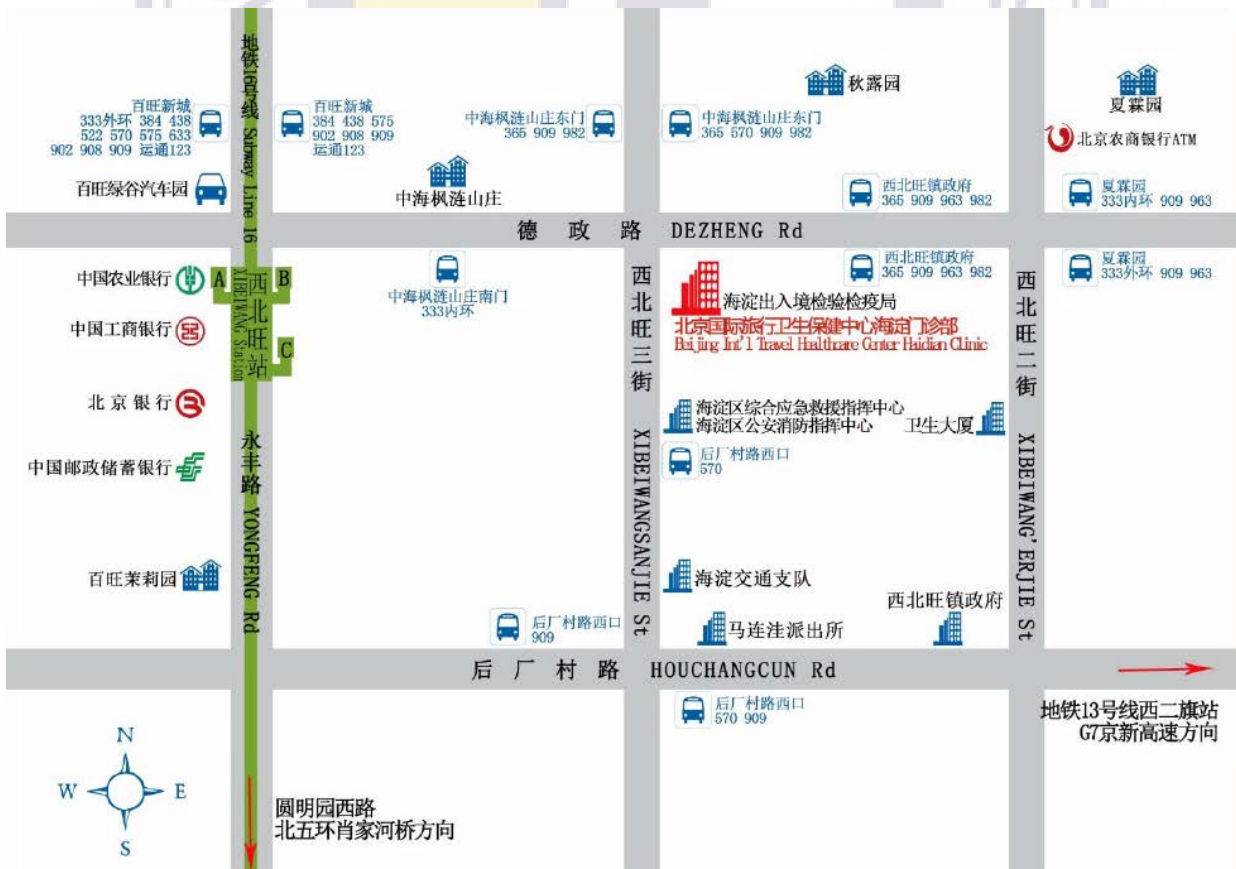 地铁16号线 Subway Line 16
百旺新城
333外环 384 438
522 570 575 633
902 908 909 运通123
百旺新城
384 438 575
902 908 909
运通123
中海枫涟山庄东门
365 909 982
中海枫涟山庄东门
365 570 909 982
秋露园
夏霖园
北京农商银行ATM
百旺绿谷汽车园
中海枫涟山庄
西北旺镇政府
365 909 963 982
夏霖园
333内环 909 963
德政路 DEZHENG Rd
中国农业银行
A
B
C
西北旺站
XIBEIWANG Station
中海枫涟山庄南门
333内环
西北旺三街 XIBEIWANGSANJIE St
海淀出入境检验检疫局
北京国际旅行卫生保健中心海淀门诊部
Beijing Int'l Travel Healthcare Center Haidian Clinic
西北旺镇政府
365 909 963 982
西北旺二街 XIBEIWANG'ERJIE St
夏霖园
333外环 909 963
中国工商银行
北京银行
中国邮政储蓄银行
永丰路 YONGFENG Rd
海淀区综合应急救援指挥中心
海淀区公安消防指挥中心
卫生大厦
后厂村路西口
570
百旺茉莉园
海淀交通支队
西北旺镇政府
后厂村路西口
909
马连洼派出所
后厂村路 HOUCHANGCUN Rd
后厂村路西口
570 909
地铁13号线西二旗站
G7京新高速方向
N
W
E
S
圆明园西路
北五环肖家河桥方向